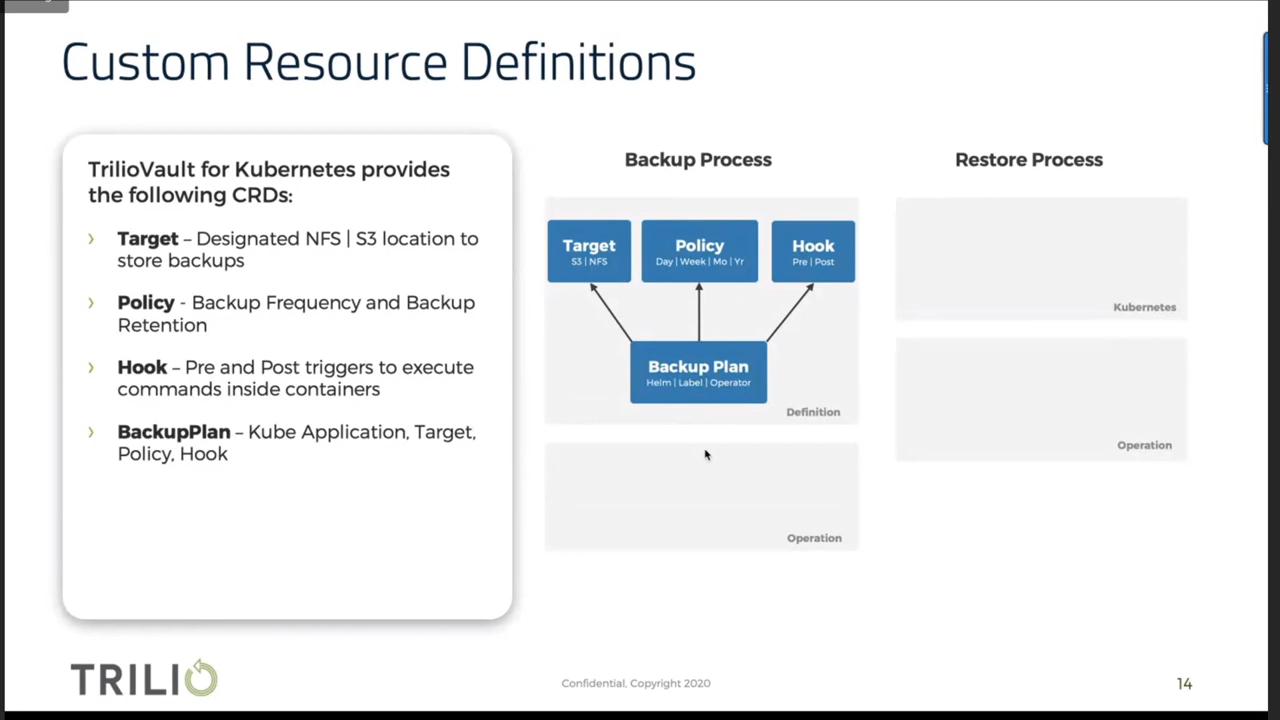 Custom Resource Definitions
TrilioVault for Kubernetes provides
the following CRDs:
› Target – Designated NFS | S3 location to
store backups
› Policy - Backup Frequency and Backup
Retention
› Hook – Pre and Post triggers to execute
commands inside containers
› BackupPlan – Kube Application, Target,
Policy, Hook
Backup Process
Target
S3 | NFS
Policy
Day | Week | Mo | Yr
Hook
Pre | Post
Backup Plan
Helm | Label | Operator
Definition
Operation
Restore Process
Kubernetes
Operation
TRILIO
Confidential, Copyright 2020
14